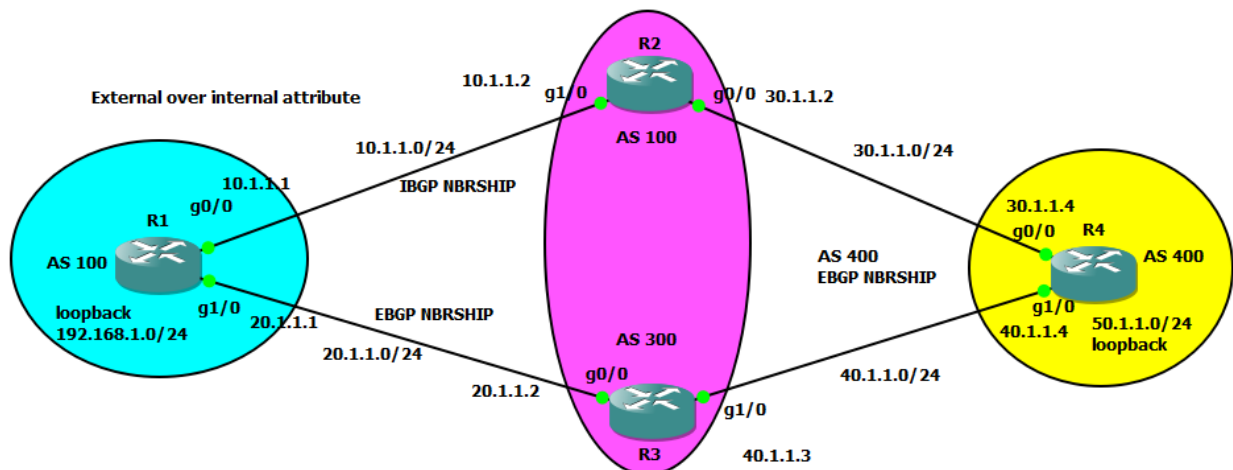 External over internal attribute
R2
10.1.1.2
g1/0
g0/0
30.1.1.2
AS 100
10.1.1.0/24
30.1.1.0/24
IBGP NBRSHIP
10.1.1.1
g0/0
R1
AS 100
g1/0
20.1.1.1
loopback
192.168.1.0/24
EBGP NBRSHIP
20.1.1.0/24
AS 300
g0/0
20.1.1.2
g1/0
R3
40.1.1.3
AS 400
EBGP NBRSHIP
30.1.1.4
g0/0
R4
AS 400
g1/0
40.1.1.4
50.1.1.0/24
loopback
40.1.1.0/24